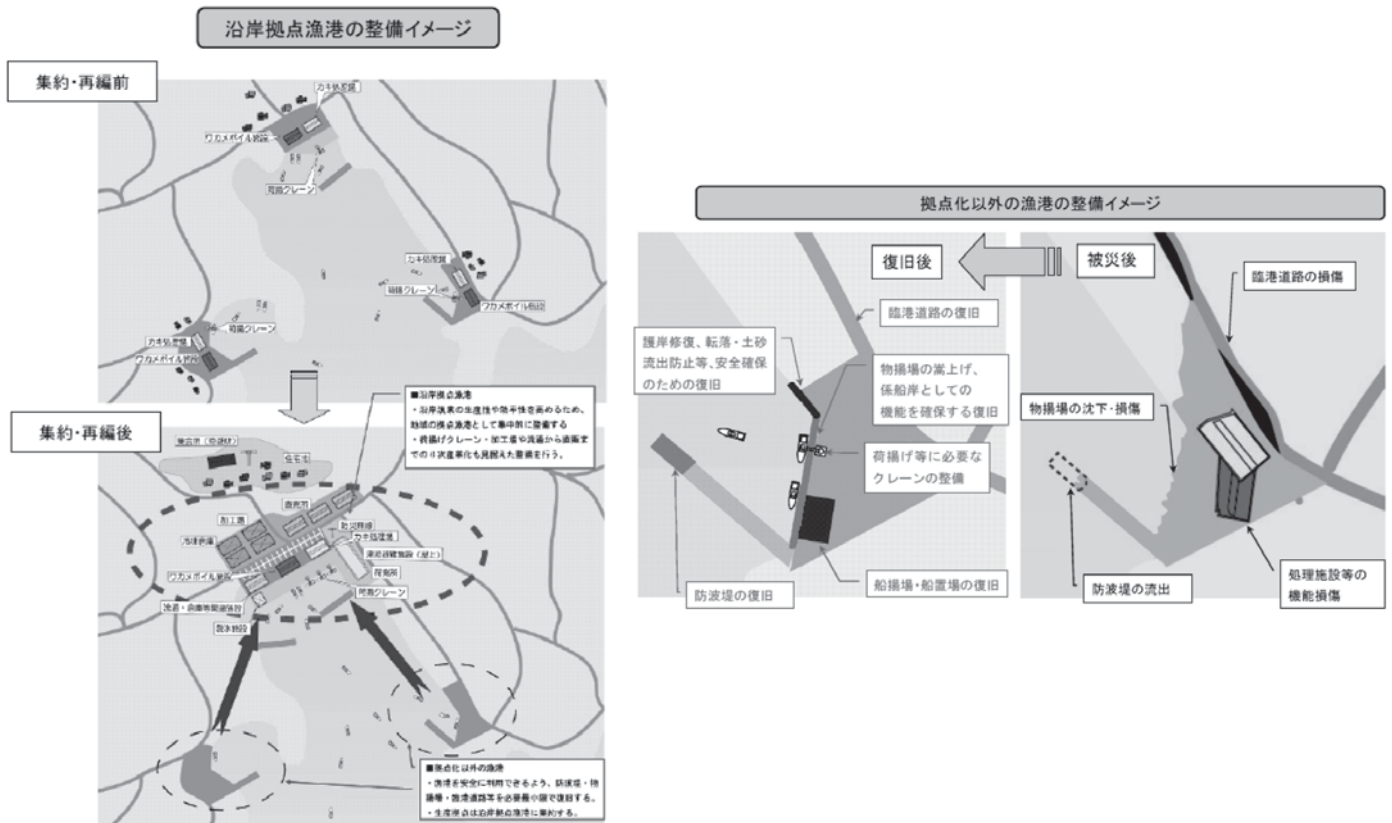 沿岸拠点漁港の整備イメージ
集約・再編前
カキ処理場
ワカメボイル施設
荷揚クレーン
カキ処理場
荷揚クレーン
ワカメボイル施設
荷揚クレーン
カキ処理場
ワカメボイル施設
集約・再編後
■沿岸拠点漁港
・沿岸漁業の生産性や効率性を高めるため、
地域の拠点漁港として集中的に整備する
・荷揚げクレーン・加工場や流通から直販ま
での6次産業化も見据えた整備を行う。
住宅地
直売所
加工場
冷凍倉庫
防災無線
カキ処理場
津波避難施設(屋上)
ワカメボイル施設
荷捌所
荷揚クレーン
■拠点化以外の漁港
・漁港を安全に利用できるよう、防波堤・物
揚場・臨港道路等を必要最小限で復旧する。
・生産拠点は沿岸拠点漁港に集約する。
拠点化以外の漁港の整備イメージ
復旧後
被災後
臨港道路の損傷
臨港道路の復旧
護岸修復、転落・土砂
流出防止等、安全確保
のための復旧
物揚場の嵩上げ、
係船岸としての
機能を確保する復旧
物揚場の沈下・損傷
荷揚げ等に必要な
クレーンの整備
防波堤の復旧
船揚場・船置場の復旧
防波堤の流出
処理施設等の
機能損傷